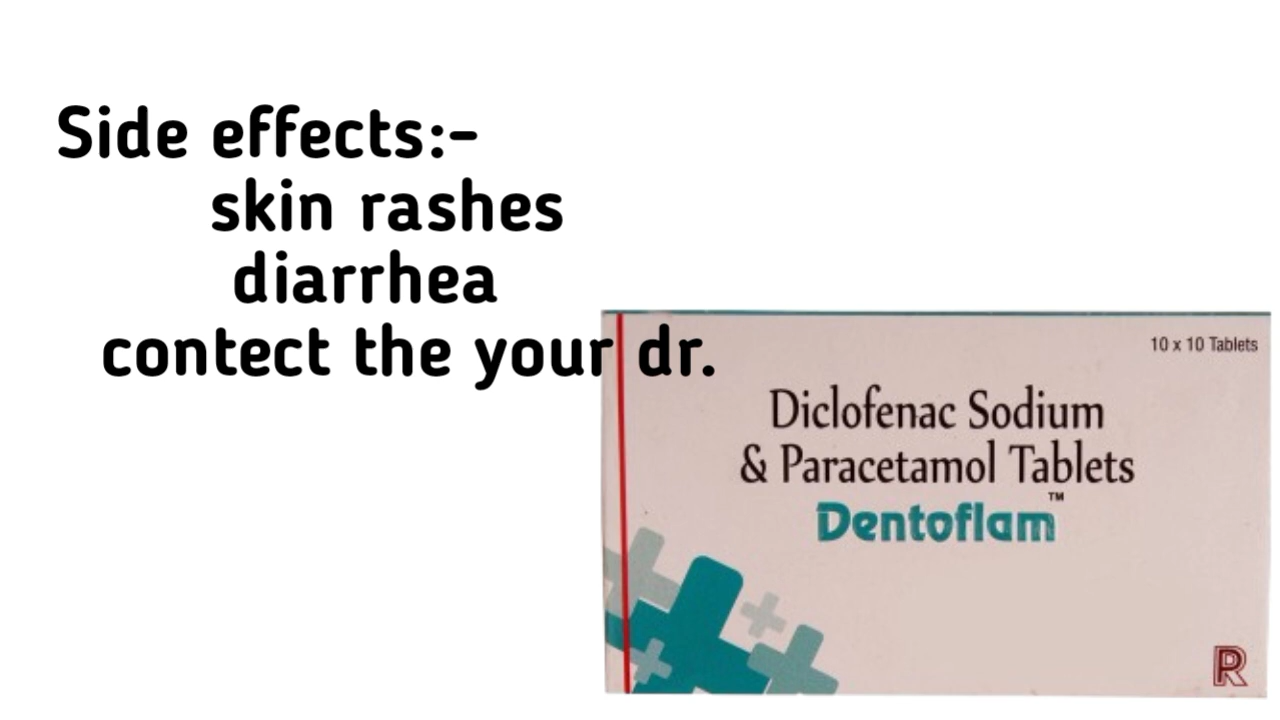 Side effects:-
skin rashes
diarrhea
contect the your dr.
10 x 10 Tablets
Diclofenac Sodium
& Paracetamol Tablets
Dentoflam™
R